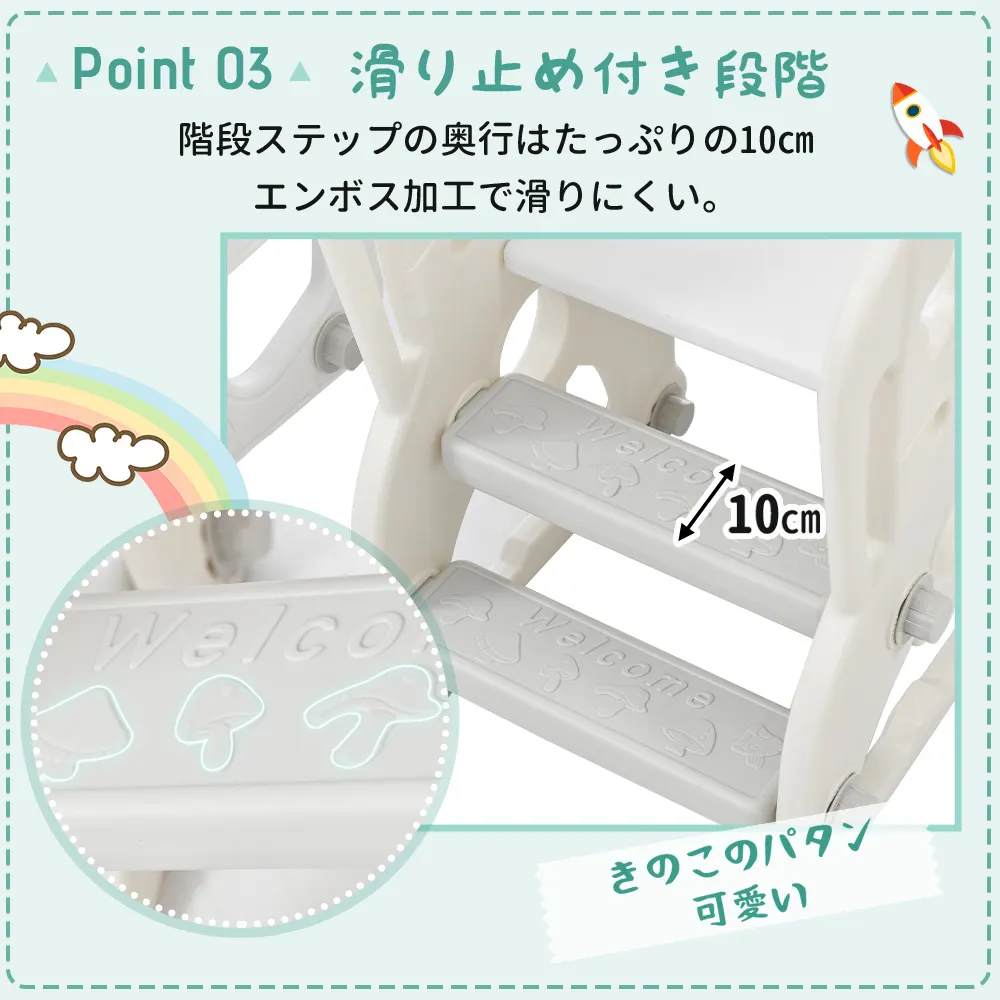 Point 03 滑り止め付き段階
階段ステップの奥行はたっぷりの10cm
エンボス加工で滑りにくい。
Welco
10cm
Welcome
Welco
きのこのパタン
可愛い